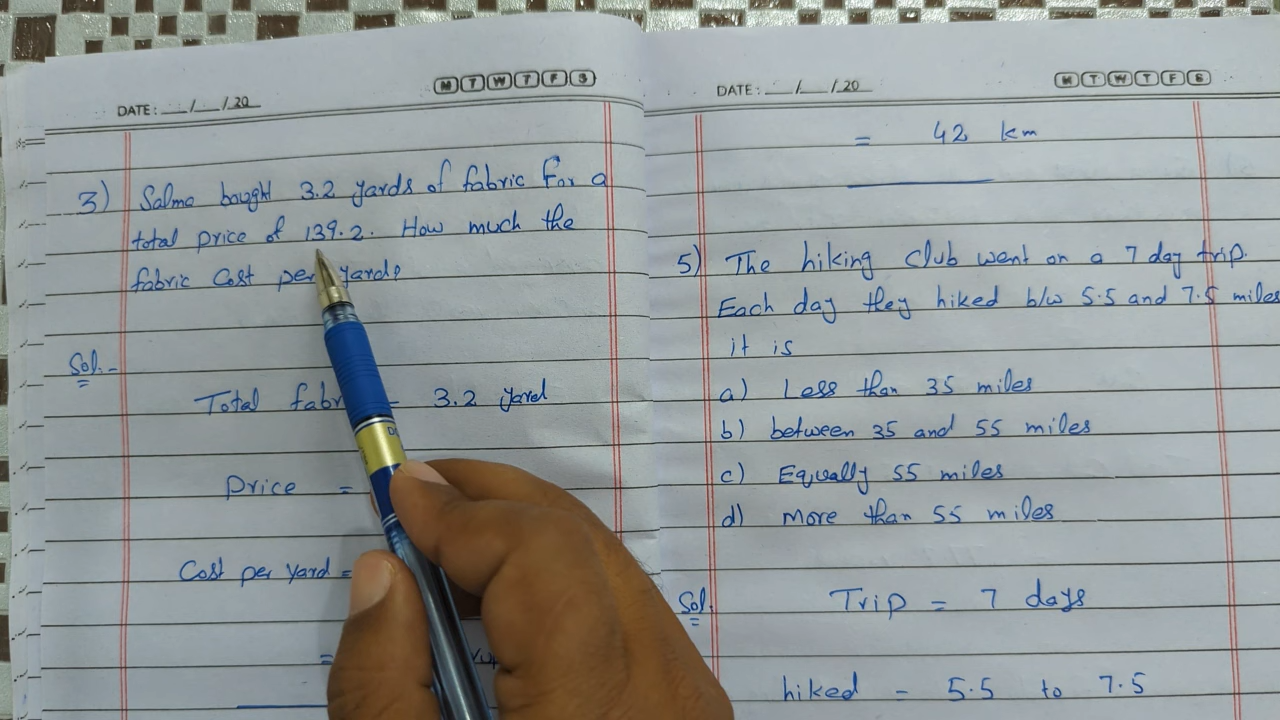 DATE: __/__/20
M T W T F S
3) Salma bought 3.2 yards of fabric for a
total price of 139.2. How much the
fabric cost per yard?
Sol.-
Total fabr - 3.2 yard
Price =
Cost per yard =
=
DATE: __/__/20
M T W T F S
= 42 km
5) The hiking club went on a 7 day trip.
Each day they hiked b/w 5.5 and 7.5 miles
it is
a) Less than 35 miles
b) between 35 and 55 miles
c) Equally 55 miles
d) More than 55 miles
Sol.
Trip = 7 days
hiked - 5.5 to 7.5